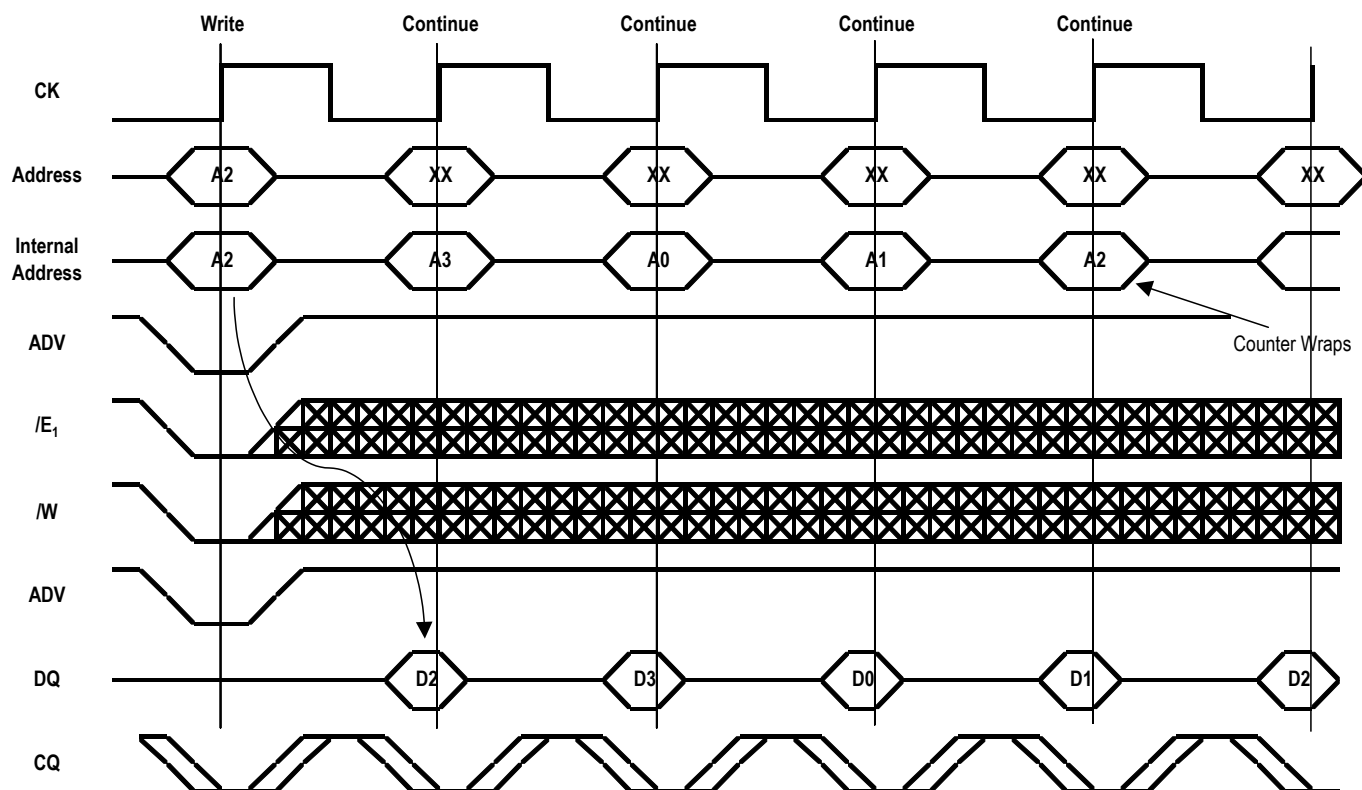 Write Continue Continue Continue Continue
CK
Address A2 XX XX XX XX XX
Internal
Address A2 A3 A0 A1 A2
ADV
Counter Wraps
/E1
/W
ADV
DQ D2 D3 D0 D1 D2
CQ